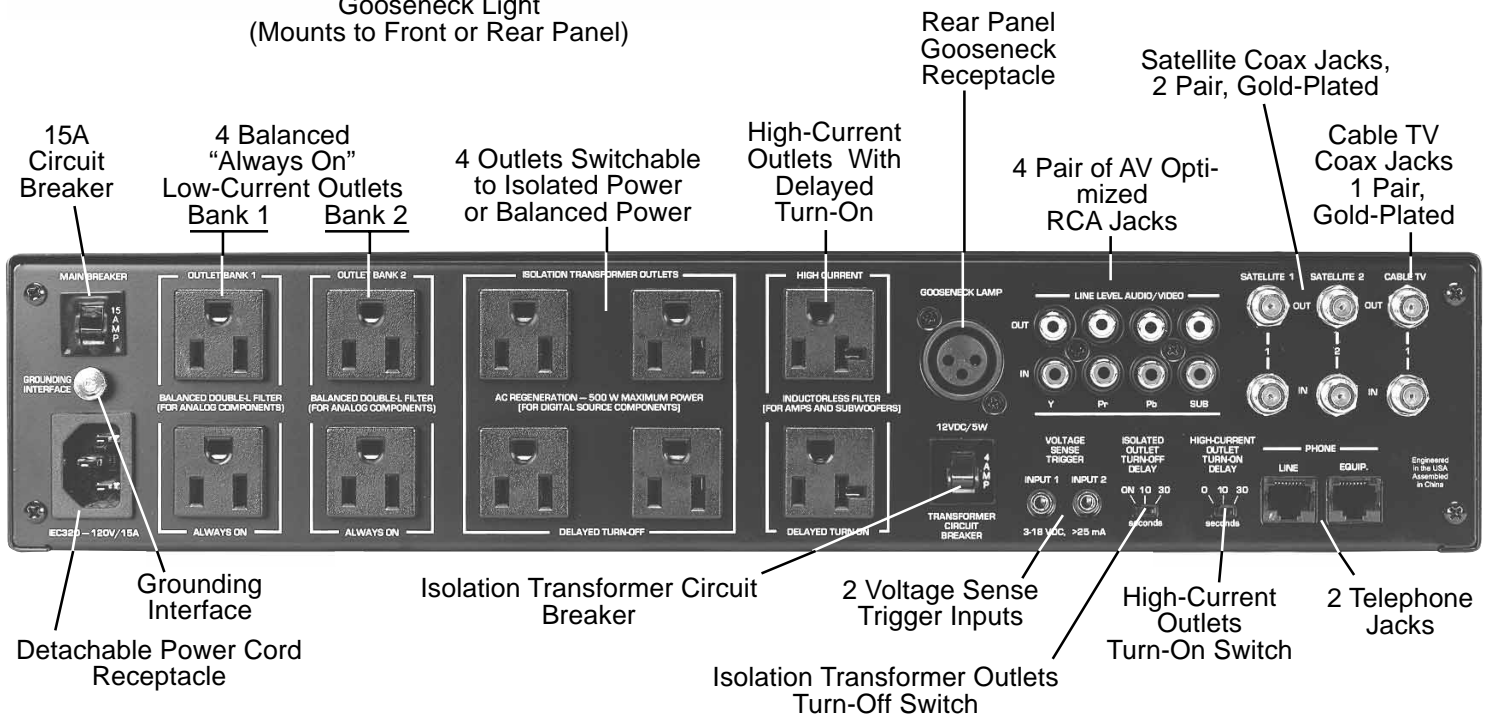 Gooseneck Light
(Mounts to Front or Rear Panel)
Rear Panel
Gooseneck
Receptacle
Satellite Coax Jacks,
2 Pair, Gold-Plated
15A
Circuit
Breaker
4 Balanced
“Always On”
Low-Current Outlets
Bank 1
Bank 2
4 Outlets Switchable
to Isolated Power
or Balanced Power
High-Current
Outlets With
Delayed
Turn-On
4 Pair of AV Opti-
mized
RCA Jacks
Cable TV
Coax Jacks
1 Pair,
Gold-Plated
MAIN BREAKER
15
A
M
P
GROUNDING
INTERFACE
IEC320 – 120V/15A
OUTLET BANK 1
BALANCED DOUBLE-L FILTER
(FOR ANALOG COMPONENTS)
ALWAYS ON
OUTLET BANK 2
BALANCED DOUBLE-L FILTER
(FOR ANALOG COMPONENTS)
ALWAYS ON
ISOLATION TRANSFORMER OUTLETS
AC REGENERATION – 500 W MAXIMUM POWER
(FOR DIGITAL SOURCE COMPONENTS)
DELAYED TURN-OFF
HIGH CURRENT
INDUCTORLESS FILTER
(FOR AMPS AND SUBWOOFERS)
DELAYED TURN-ON
GOOSENECK LAMP
12VDC/5W
4
A
M
P
TRANSFORMER
CIRCUIT
BREAKER
LINE LEVEL AUDIO/VIDEO
OUT
IN
Y Pr Pb SUB
SATELLITE 1 SATELLITE 2 CABLE TV
OUT OUT
1 2 1
IN IN
VOLTAGE
SENSE
TRIGGER
INPUT 1 INPUT 2
3-18 VDC, >25 mA
ISOLATED
OUTLET
TURN-OFF
DELAY
ON 10 30
seconds
HIGH-CURRENT
OUTLET
TURN-ON
DELAY
0 10 30
seconds
PHONE
LINE EQUIP.
Engineered
in the USA
Assembled
in China
Grounding
Interface
Detachable Power Cord
Receptacle
Isolation Transformer Circuit
Breaker
2 Voltage Sense
Trigger Inputs
Isolation Transformer Outlets
Turn-Off Switch
High-Current
Outlets
Turn-On Switch
2 Telephone
Jacks